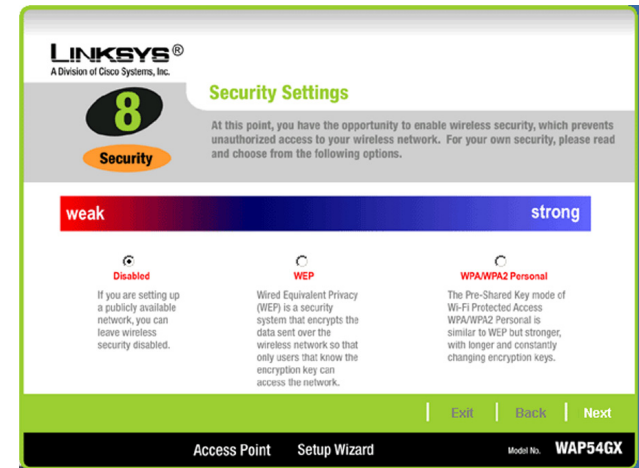 LINKSYS®
A Division of Cisco Systems, Inc.
8
Security
Security Settings
At this point, you have the opportunity to enable wireless security, which prevents
unauthorized access to your wireless network. For your own security, please read
and choose from the following options.
weak
strong
Disabled
If you are setting up
a publicly available
network, you can
leave wireless
security disabled.
WEP
Wired Equivalent Privacy
(WEP) is a security
system that encrypts the
data sent over the
wireless network so that
only users that know the
encryption key can
access the network.
WPA/WPA2 Personal
The Pre-Shared Key mode of
Wi-Fi Protected Access
WPA/WPA2 Personal is
similar to WEP but stronger,
with longer and constantly
changing encryption keys.
Exit Back Next
Access Point Setup Wizard Model No. WAP54GX